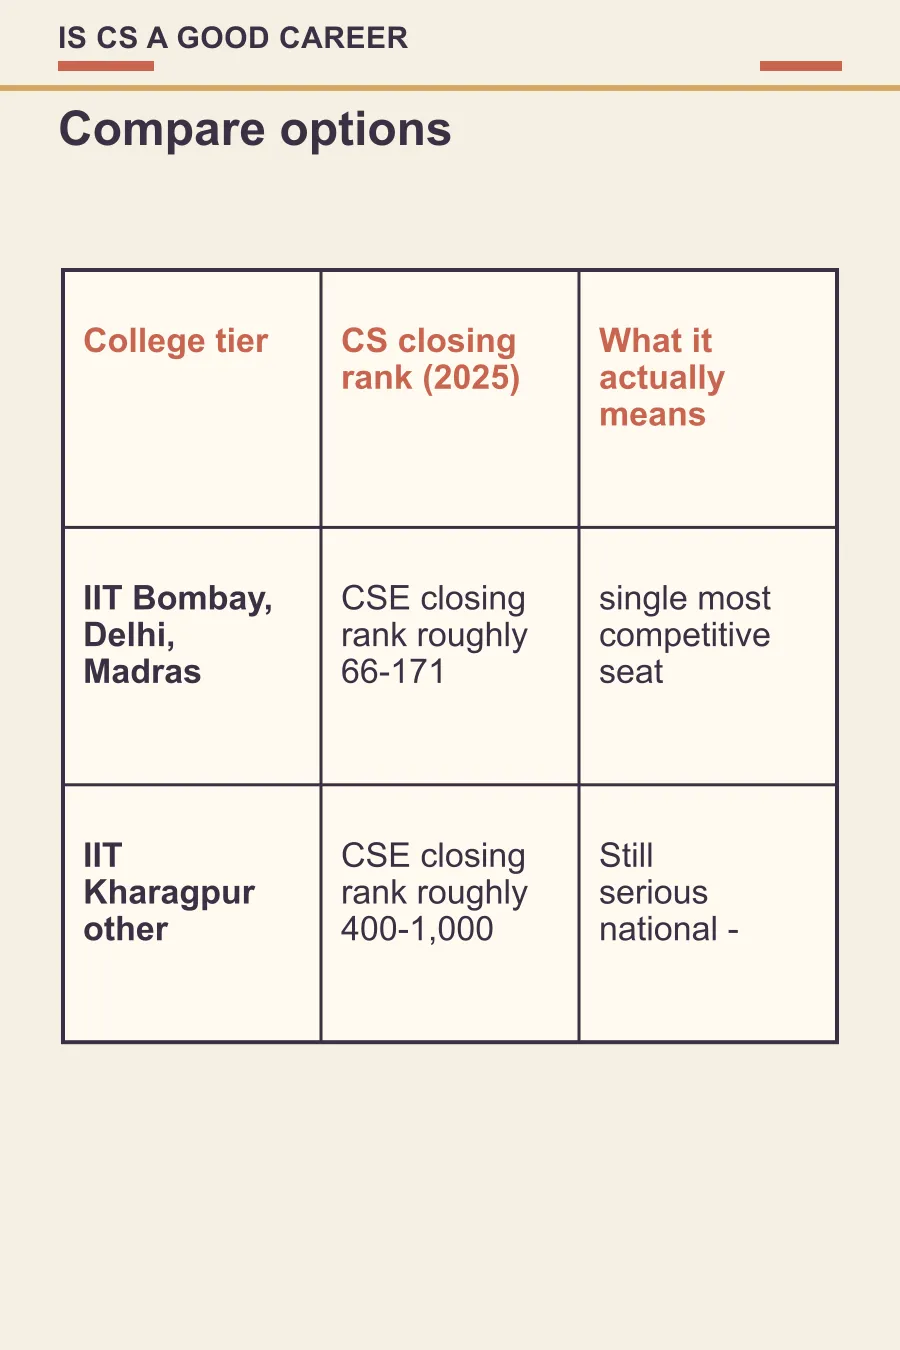 IS CS A GOOD CAREER
Compare options
College tier
CS closing
rank (2025)
What it
actually
means
IIT Bombay,
Delhi,
Madras
CSE closing
rank roughly
66-171
single most
competitive
seat
IIT
Kharagpur
other
CSE closing
rank roughly
400-1,000
Still
serious
national -